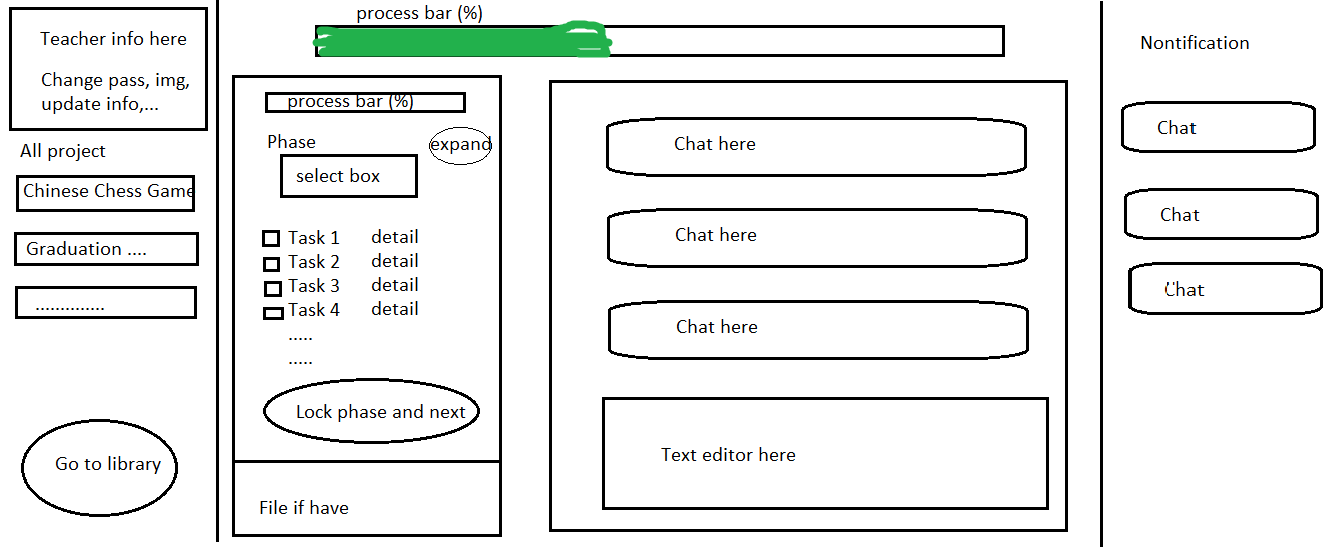 Teacher info here
Change pass, img,
update info,...
All project
Chinese Chess Game
Graduation ....
..............
Go to library
process bar (%)
process bar (%)
Phase
expand
select box
Task 1 detail
Task 2 detail
Task 3 detail
Task 4 detail
.....
.....
Lock phase and next
File if have
Chat here
Chat here
Chat here
Text editor here
Nontification
Chat
Chat
Chat